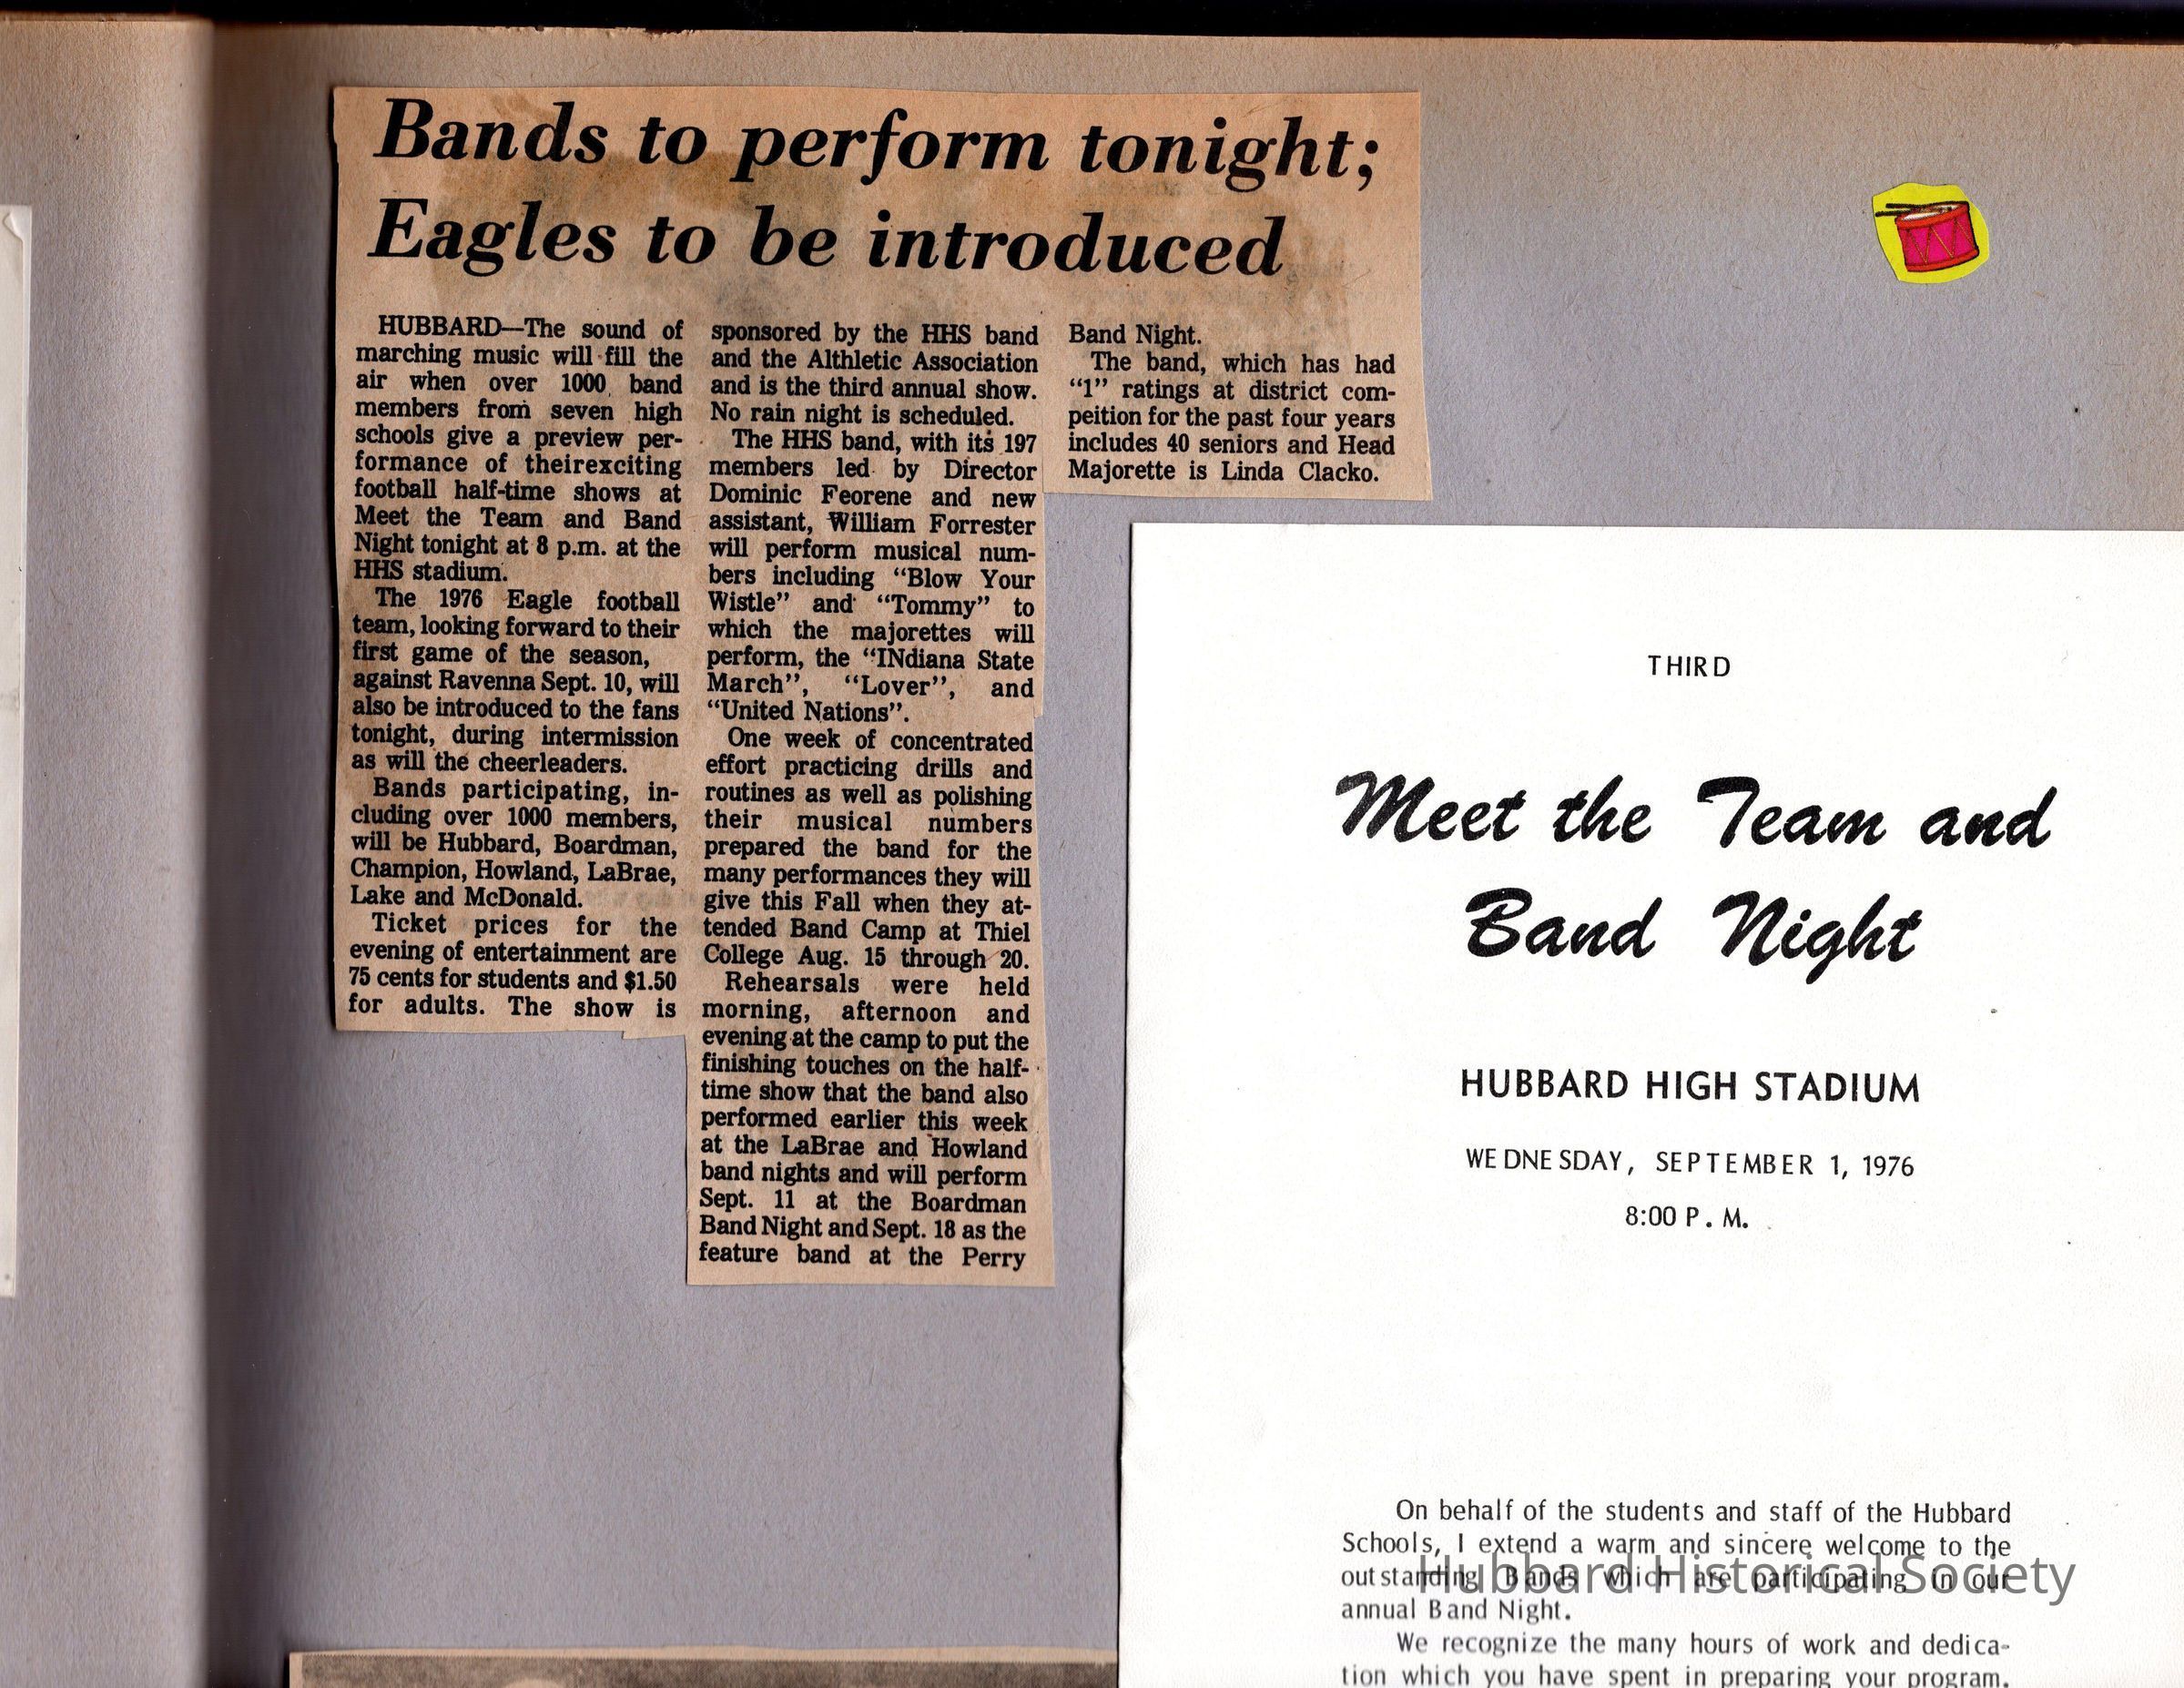 Bands to perform tonight;
Eagles to be introduced
HUBBARD—The sound of
marching music will fill the
air when over 1000 band
members from seven high
schools give a preview per-
formance of theirexciting
football half-time shows at
Meet the Team and Band
Night tonight at 8 p.m. at the
HHS stadium.
The 1976 Eagle football
team, looking forward to their
first game of the season,
against Ravenna Sept. 10, will
also be introduced to the fans
tonight, during intermission
as will the cheerleaders.
Bands participating, in-
cluding over 1000 members,
will be Hubbard, Boardman,
Champion, Howland, LaBrae,
Lake and McDonald.
Ticket prices for the
evening of entertainment are
75 cents for students and $1.50
for adults. The show is
sponsored by the HHS band
and the Althletic Association
and is the third annual show.
No rain night is scheduled.
The HHS band, with its 197
members led by Director
Dominic Feorene and new
assistant, William Forrester
will perform musical num-
bers including “Blow Your
Wistle” and “Tommy” to
which the majorettes will
perform, the “INdiana State
March”, “Lover”, and
“United Nations”.
One week of concentrated
effort practicing drills and
routines as well as polishing
their musical numbers
prepared the band for the
many performances they will
give this Fall when they at-
tended Band Camp at Thiel
College Aug. 15 through 20.
Rehearsals were held
morning, afternoon and
evening at the camp to put the
finishing touches on the half-
time show that the band also
performed earlier this week
at the LaBrae and Howland
band nights and will perform
Sept. 11 at the Boardman
Band Night and Sept. 18 as the
feature band at the Perry
Band Night.
The band, which has had
“1” ratings at district com-
peition for the past four years
includes 40 seniors and Head
Majorette is Linda Clacko.
THIRD
Meet the Team and
Band Night
HUBBARD HIGH STADIUM
WEDNESDAY, SEPTEMBER 1, 1976
8:00 P. M.
On behalf of the students and staff of the Hubbard
Schools, I extend a warm and sincere welcome to the
outstanding Bands which are participating in our
annual Band Night.
We recognize the many hours of work and dedica-
tion which you have spent in preparing your program.
Hubbard Historical Society